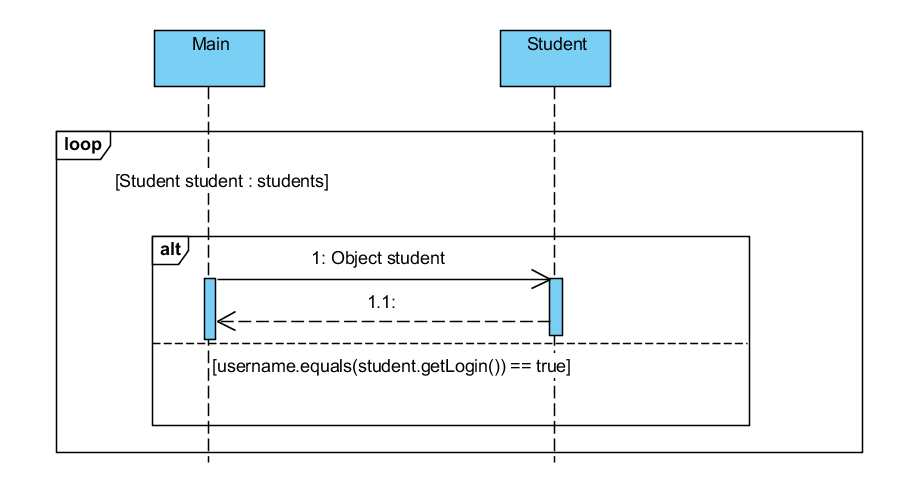 Main
Student
loop
[Student student : students]
alt
1: Object student
1.1:
[username.equals(student.getLogin()) == true]